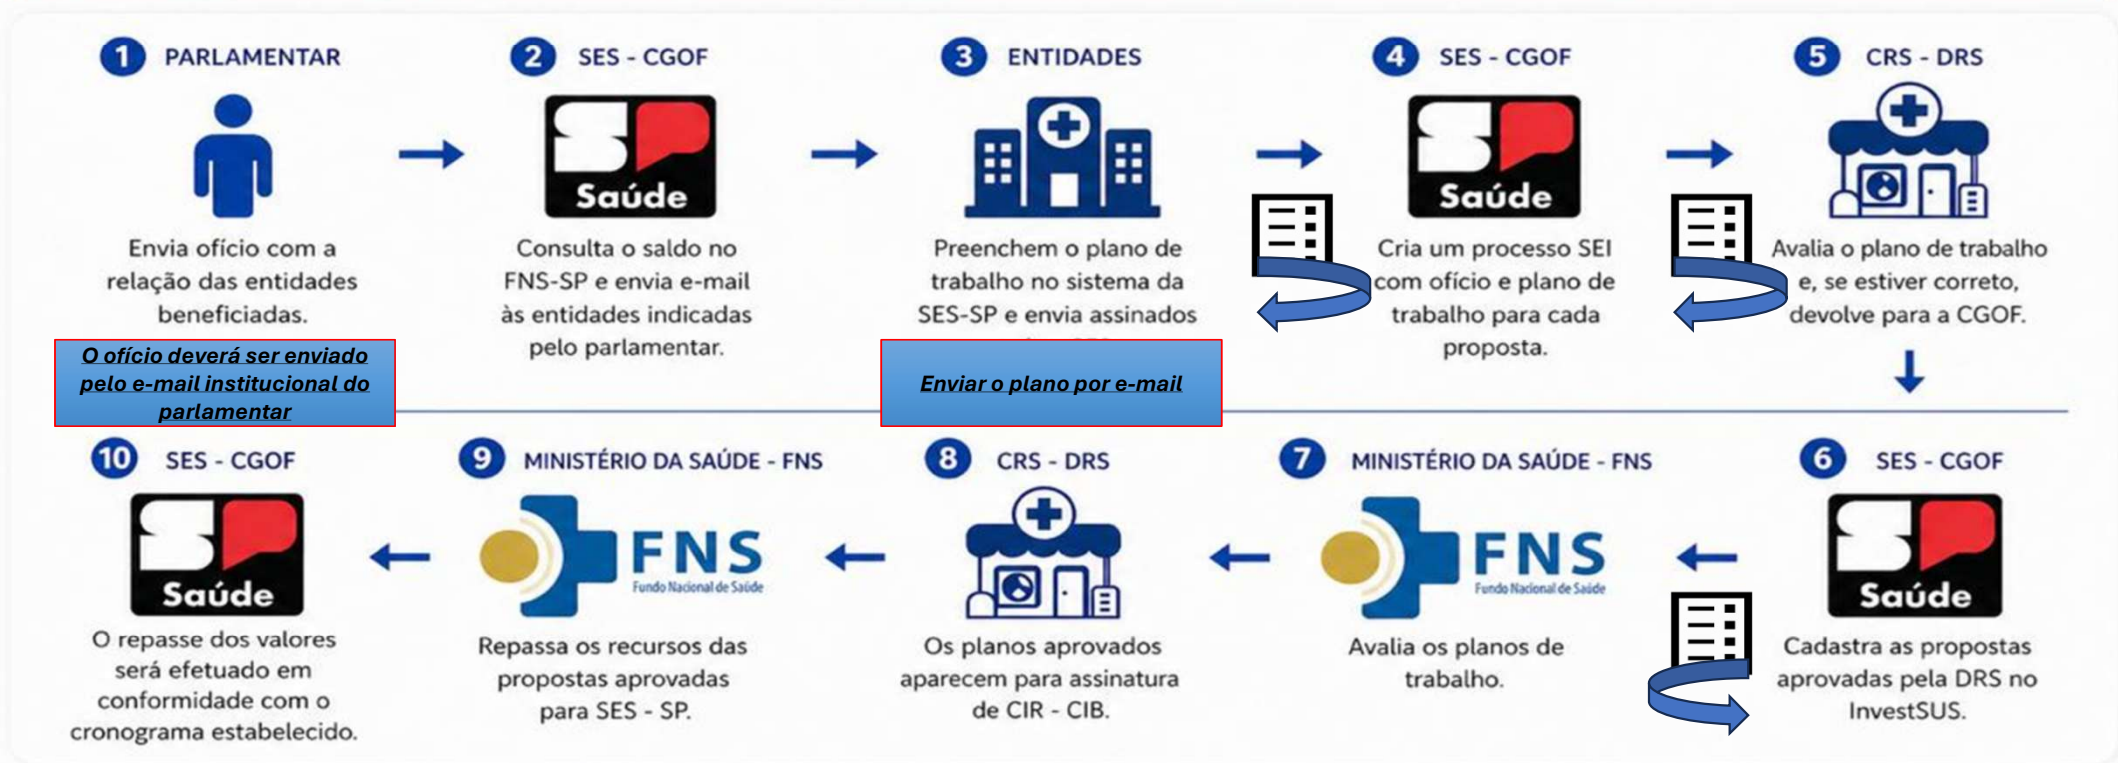 1 PARLAMENTAR
Envia ofício com a
relação das entidades
beneficiadas.
O ofício deverá ser enviado
pelo e-mail institucional do
parlamentar
2 SES - CGOF
Saúde
Consulta o saldo no
FNS-SP e envia e-mail
às entidades indicadas
pelo parlamentar.
3 ENTIDADES
Preenchem o plano de
trabalho no sistema da
SES-SP e envia assinados
Enviar o plano por e-mail
4 SES - CGOF
Saúde
Cria um processo SEI
com ofício e plano de
trabalho para cada
proposta.
5 CRS - DRS
Avalia o plano de trabalho
e, se estiver correto,
devolve para a CGOF.
6 SES - CGOF
Saúde
Cadastra as propostas
aprovadas pela DRS no
InvestSUS.
7 MINISTÉRIO DA SAÚDE - FNS
FNS
Fundo Nacional de Saúde
Avalia os planos de
trabalho.
8 CRS - DRS
Os planos aprovados
aparecem para assinatura
de CIR - CIB.
9 MINISTÉRIO DA SAÚDE - FNS
FNS
Fundo Nacional de Saúde
Repassa os recursos das
propostas aprovadas
para SES - SP.
10 SES - CGOF
Saúde
O repasse dos valores
será efetuado em
conformidade com o
cronograma estabelecido.